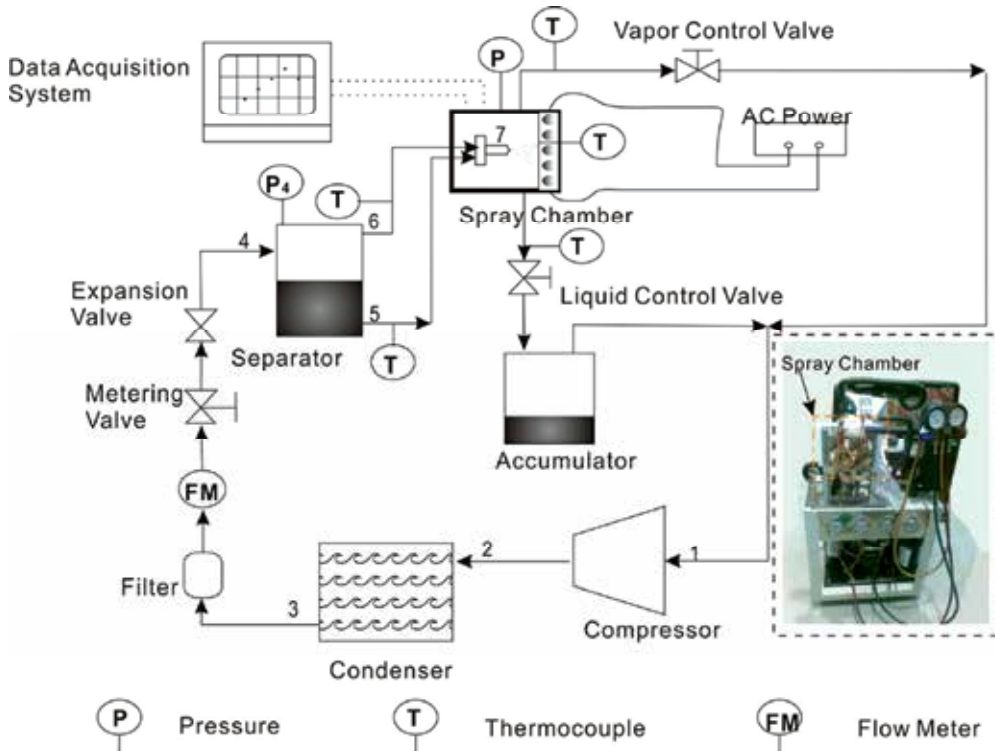 T
Vapor Control Valve
Data Acquisition
System
P
AC Power
7
T
P4
T
6
Spray Chamber
T
4
Expansion
Valve
5
Liquid Control Valve
Separator
T
Spray Chamber
Metering
Valve
Accumulator
FM
2
1
Filter
3
Compressor
Condenser
P Pressure
T Thermocouple
FM Flow Meter